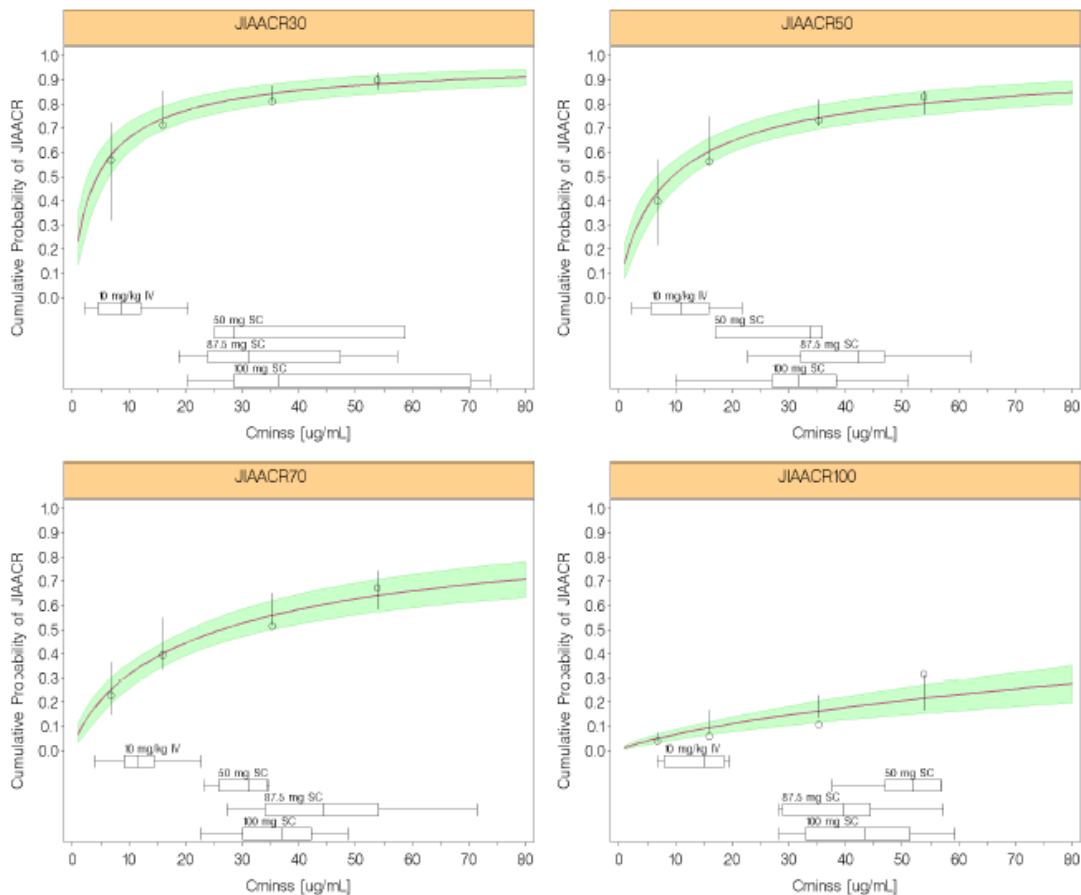 JIAACR30
Cumulative Probability of JIAACR
1.0
0.9
0.8
0.7
0.6
0.5
0.4
0.3
0.2
0.1
0.0
10 mg/kg IV
50 mg SC
87.5 mg SC
100 mg SC
0 10 20 30 40 50 60 70 80
Cminss [ug/mL]
JIAACR50
Cumulative Probability of JIAACR
1.0
0.9
0.8
0.7
0.6
0.5
0.4
0.3
0.2
0.1
0.0
10 mg/kg IV
50 mg SC
87.5 mg SC
100 mg SC
0 10 20 30 40 50 60 70 80
Cminss [ug/mL]
JIAACR70
Cumulative Probability of JIAACR
1.0
0.9
0.8
0.7
0.6
0.5
0.4
0.3
0.2
0.1
0.0
10 mg/kg IV
50 mg SC
87.5 mg SC
100 mg SC
0 10 20 30 40 50 60 70 80
Cminss [ug/mL]
JIAACR100
Cumulative Probability of JIAACR
1.0
0.9
0.8
0.7
0.6
0.5
0.4
0.3
0.2
0.1
0.0
10 mg/kg IV
50 mg SC
87.5 mg SC
100 mg SC
0 10 20 30 40 50 60 70 80
Cminss [ug/mL]